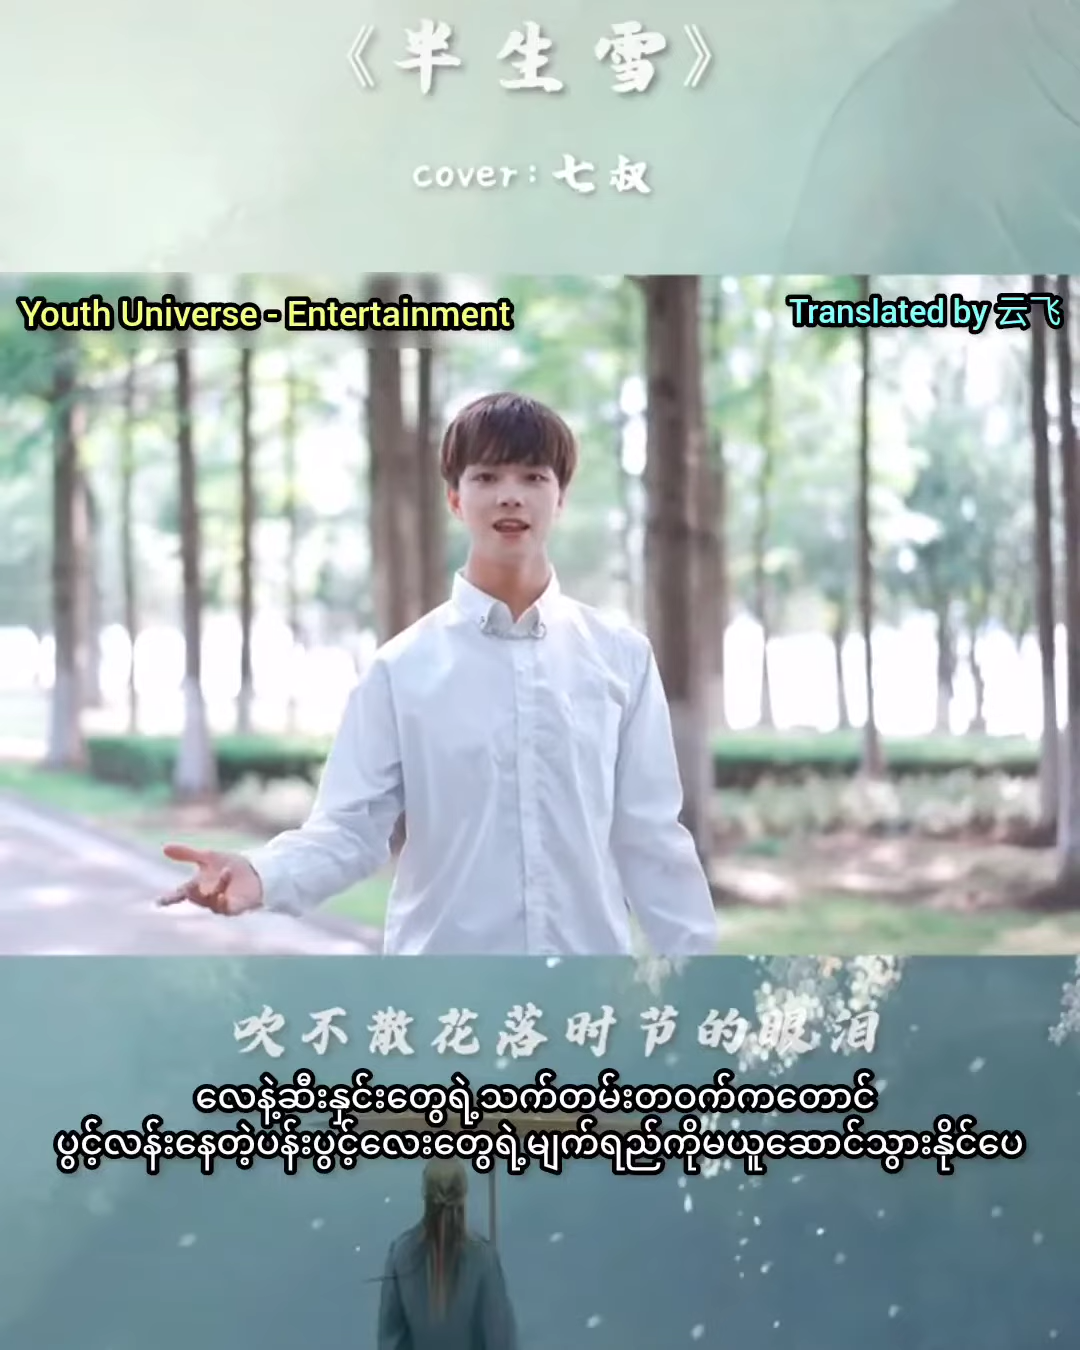 《半生雪》
cover：七叔
Youth Universe - Entertainment
Translated by 云飞
吹不散花落时节的眼泪
လေနဲ့ဆီးနှင်းတွေရဲ့သက်တမ်းတဝက်ကတောင်
ပွင့်လန်းနေတဲ့ပန်းပွင့်လေးတွေရဲ့မျက်ရည်ကိုမယူဆောင်သွားနိုင်ပေ